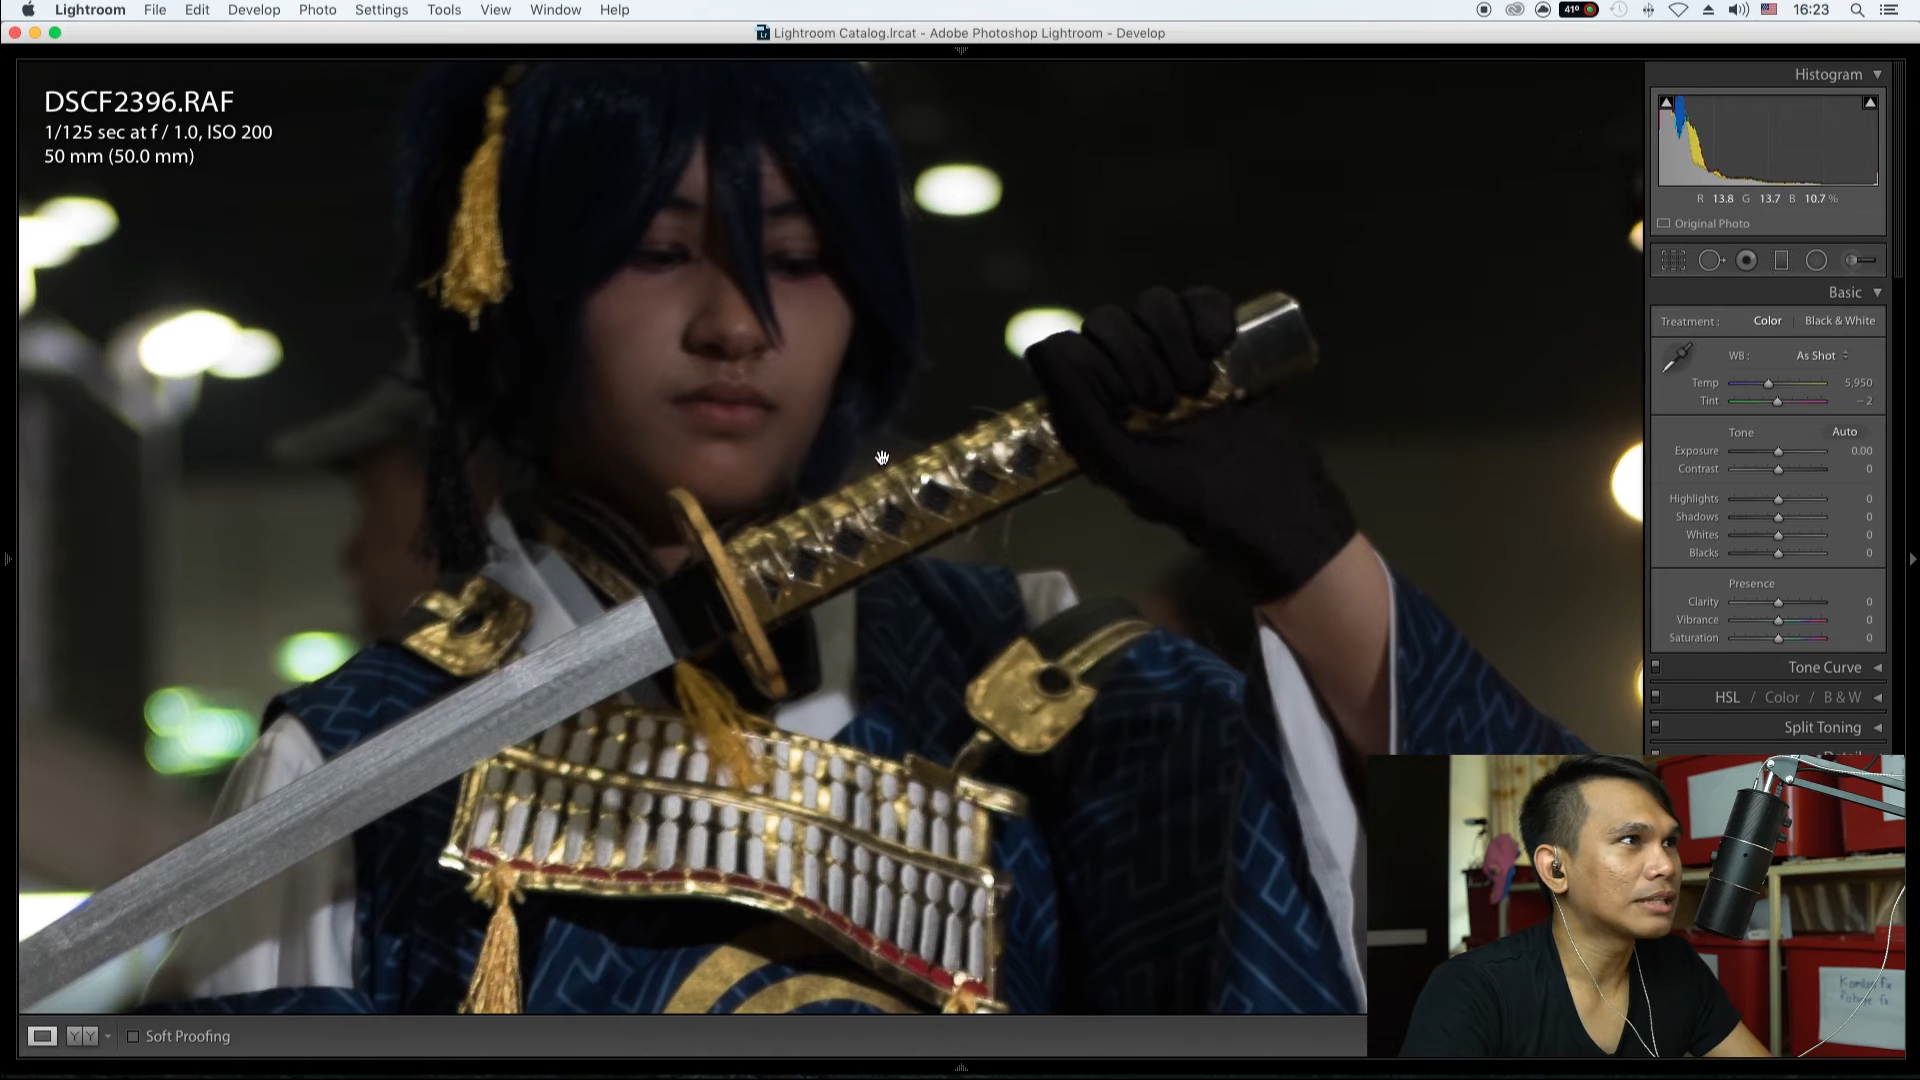 Lightroom File Edit Develop Photo Settings Tools View Window Help 41° 16:23
Lightroom Catalog.lrcat - Adobe Photoshop Lightroom - Develop
DSCF2396.RAF
1/125 sec at f / 1.0, ISO 200
50 mm (50.0 mm)
Histogram
R 13.8 G 13.7 B 10.7 %
Original Photo
Basic
Treatment : Color Black & White
WB : As Shot
Temp 5,950
Tint – 2
Tone Auto
Exposure 0.00
Contrast 0
Highlights 0
Shadows 0
Whites 0
Blacks 0
Presence
Clarity 0
Vibrance 0
Saturation 0
Tone Curve
HSL / Color / B & W
Split Toning
Soft Proofing